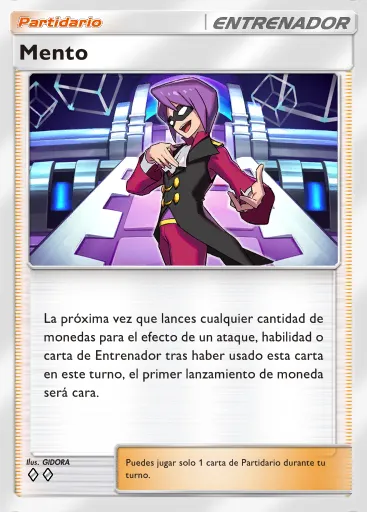 Partidario
ENTRENADOR
Mento
La próxima vez que lances cualquier cantidad de
monedas para el efecto de un ataque, habilidad o
carta de Entrenador tras haber usado esta carta
en este turno, el primer lanzamiento de moneda
será cara.
Ilus. GIDORA
Puedes jugar solo 1 carta de Partidario durante tu
turno.